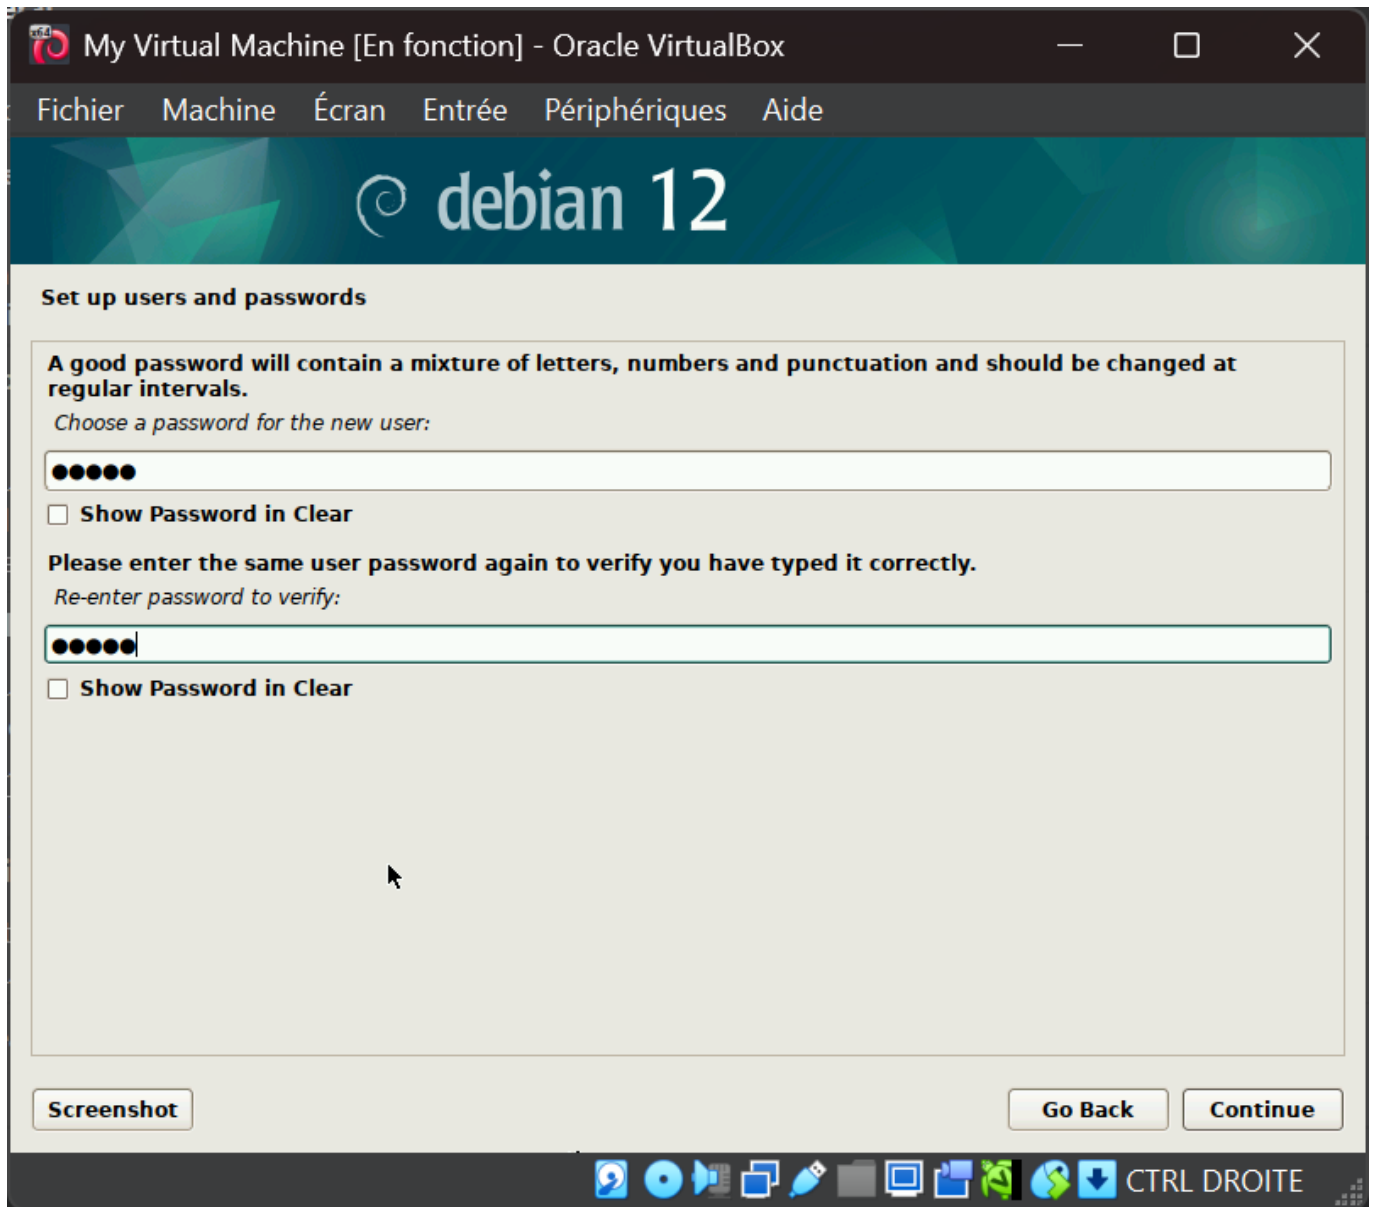 My Virtual Machine [En fonction] - Oracle VirtualBox
Fichier Machine Écran Entrée Périphériques Aide
debian 12
Set up users and passwords
A good password will contain a mixture of letters, numbers and punctuation and should be changed at
regular intervals.
Choose a password for the new user:
●●●●●
Show Password in Clear
Please enter the same user password again to verify you have typed it correctly.
Re-enter password to verify:
●●●●●
Show Password in Clear
Screenshot Go Back Continue
CTRL DROITE